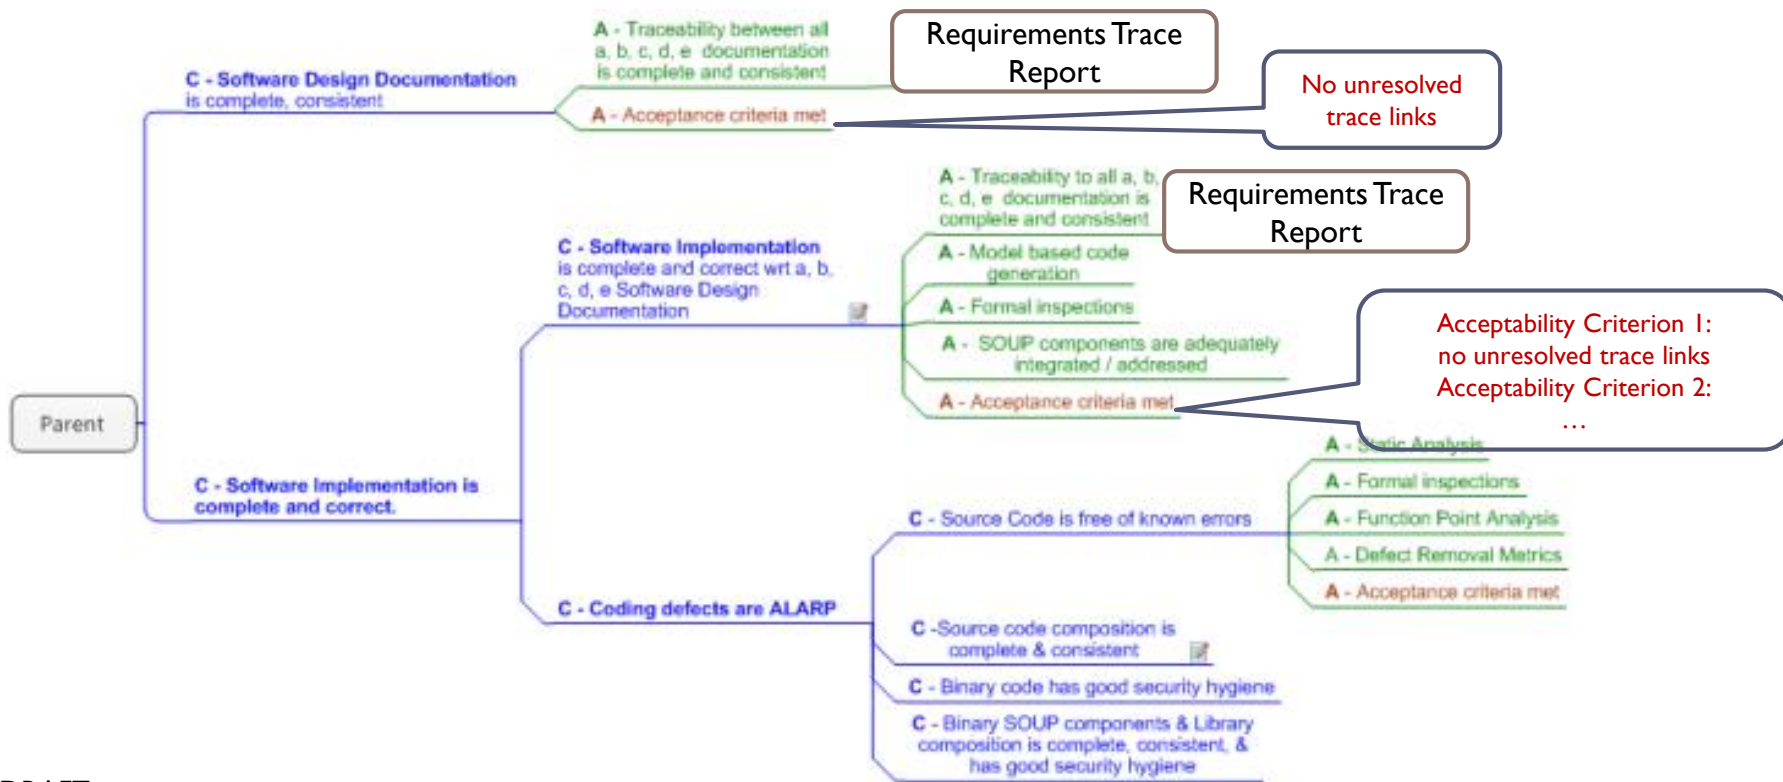 A - Traceability between all
a, b, c, d, e documentation
is complete and consistent
Requirements Trace
Report
C - Software Design Documentation
is complete, consistent
A - Acceptance criteria met
No unresolved
trace links
A - Traceability to all a, b,
c, d, e documentation is
complete and consistent
Requirements Trace
Report
C - Software Implementation
is complete and correct wrt a, b,
c, d, e Software Design
Documentation
A - Model based code
generation
A - Formal inspections
A - SOUP components are adequately
integrated / addressed
A - Acceptance criteria met
Acceptability Criterion 1:
no unresolved trace links
Acceptability Criterion 2:
…
Parent
C - Software Implementation is
complete and correct.
A - Static Analysis
A - Formal inspections
C - Source Code is free of known errors
A - Function Point Analysis
A - Defect Removal Metrics
A - Acceptance criteria met
C - Coding defects are ALARP
C -Source code composition is
complete & consistent
C - Binary code has good security hygiene
C - Binary SOUP components & Library
composition is complete, consistent, &
has good security hygiene